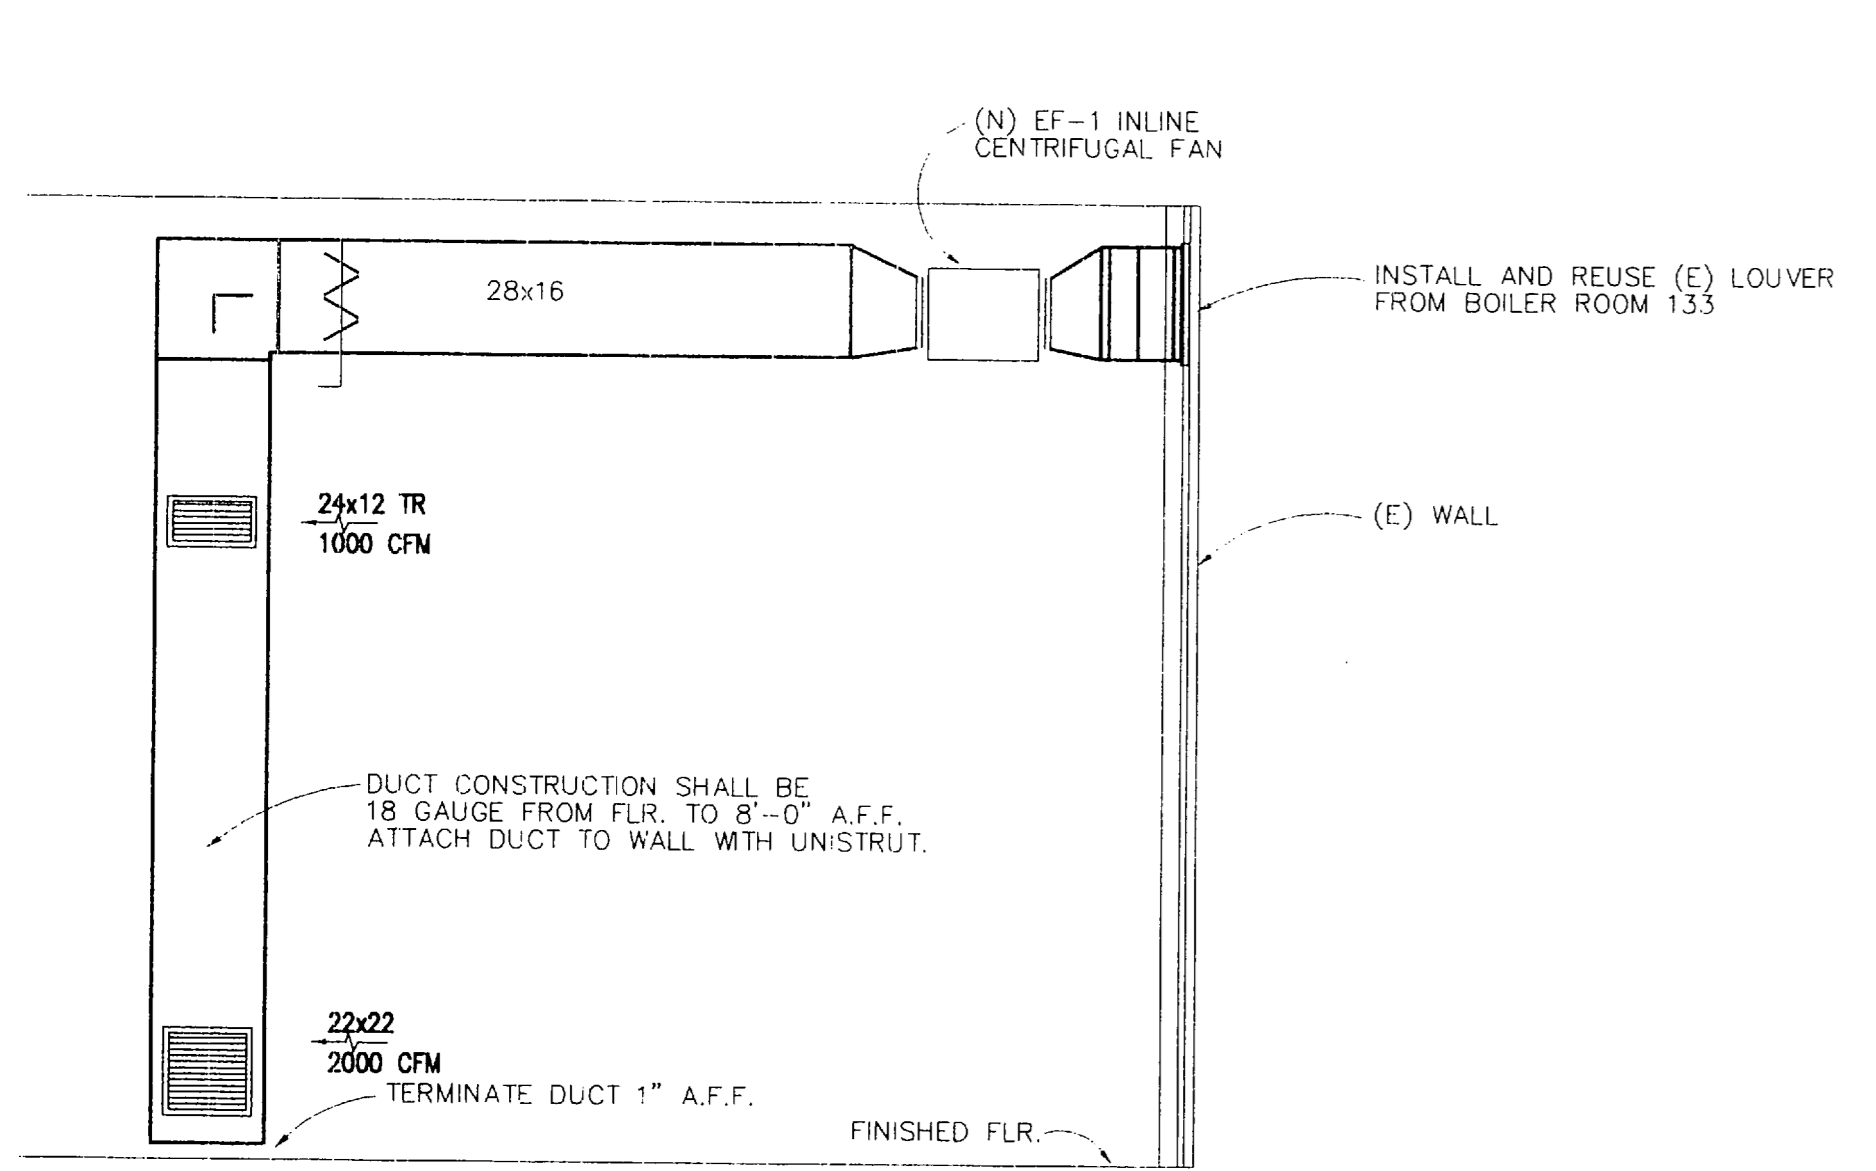 (N) EF-1 INLINE
CENTRIFUGAL FAN
28x16
INSTALL AND REUSE (E) LOUVER
FROM BOILER ROOM 133
24x12 TR
1000 CFM
(E) WALL
DUCT CONSTRUCTION SHALL BE
18 GAUGE FROM FLR. TO 8'-0" A.F.F.
ATTACH DUCT TO WALL WITH UNISTRUT.
22x22
2000 CFM
TERMINATE DUCT 1" A.F.F.
FINISHED FLR.